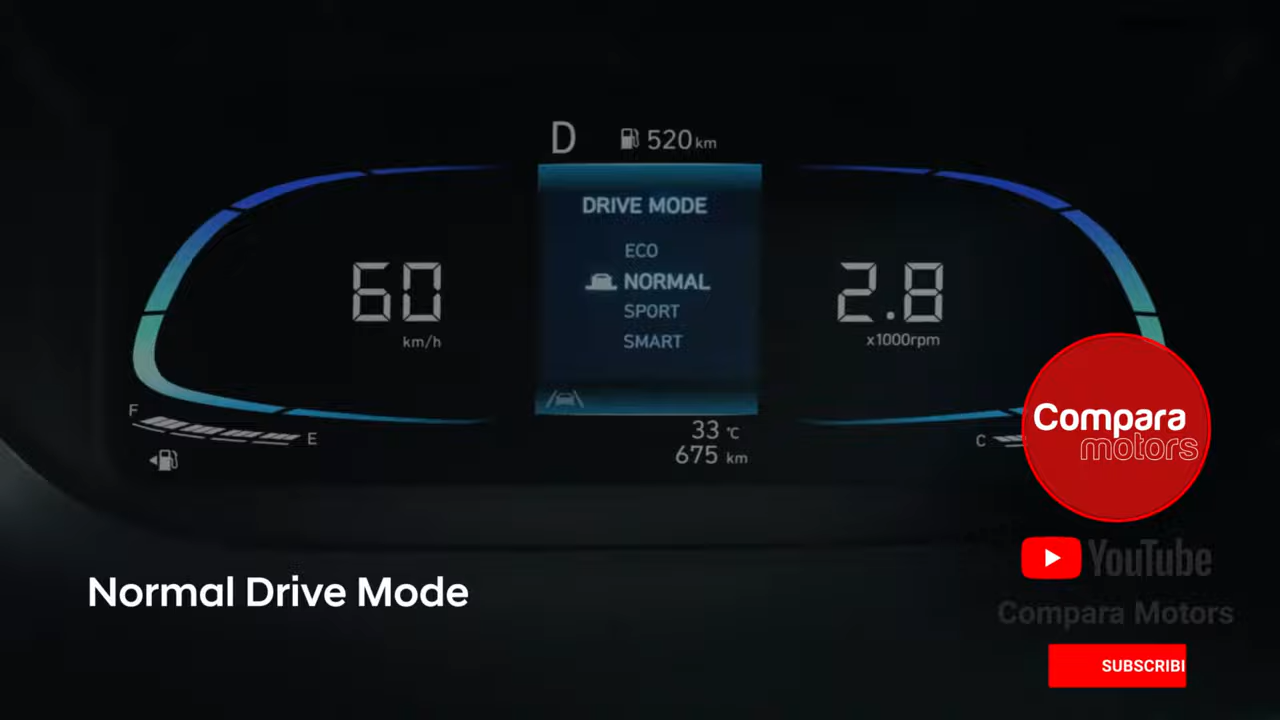 D 520 km
DRIVE MODE
ECO
NORMAL
SPORT
SMART
60
km/h
2.8
x1000rpm
F
E
33 °C
675 km
C
Compara
motors
YouTube
Compara Motors
SUBSCRIBI
Normal Drive Mode